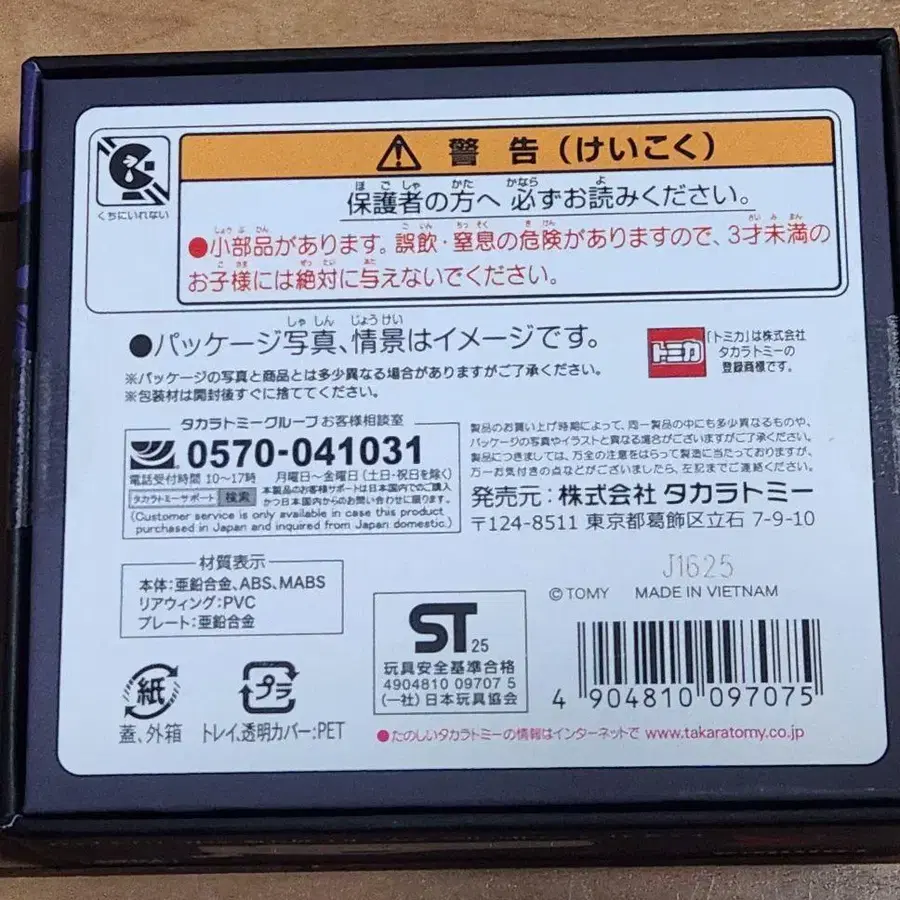 くちにいれない
警告(けいこく)
保護者の方へ 必ずお読みください。
●小部品があります。誤飲・窒息の危険がありますので、3才未満の
お子様には絶対に与えないでください。
●パッケージ写真、情景はイメージです。
※パッケージの写真と商品とは多少異なる場合がありますがご了承ください。
※包装材は開封後すぐに捨ててください。
トミカ
「トミカ」は株式会社
タカラトミーの
登録商標です。
タカラトミーグループお客様相談室
0570-041031
電話受付時間 10〜17時 月曜日〜金曜日(土日・祝日を除く)
タカラトミーサポート 検索
本製品のお客様サポートは日本国内でのご購入
かつ日本国内からのお問い合わせに限ります。
(Customer service is only available in case this product
purchased in Japan and inquired from Japan domestic.)
製品のお買い上げ時期によって、同一製品の中にも多少異なるものや、
パッケージの写真やイラストと異なる場合がございますがご了承ください。
製品につきましては、万全の注意をはらって製造に当たっておりますが、
万一お気付きの点などがございましたら、左記までご連絡ください。
発売元:株式会社 タカラトミー
〒124-8511 東京都葛飾区立石 7-9-10
材質表示
本体:亜鉛合金、ABS、MABS
リアウィング:PVC
プレート:亜鉛合金
J1625
©TOMY MADE IN VIETNAM
紙
蓋、外箱
プラ
トレイ、透明カバー:PET
ST 25
玩具安全基準合格
4904810 09707 5
(一社)日本玩具協会
4 904810 097075
●たのしいタカラトミーの情報はインターネットで www.takaratomy.co.jp